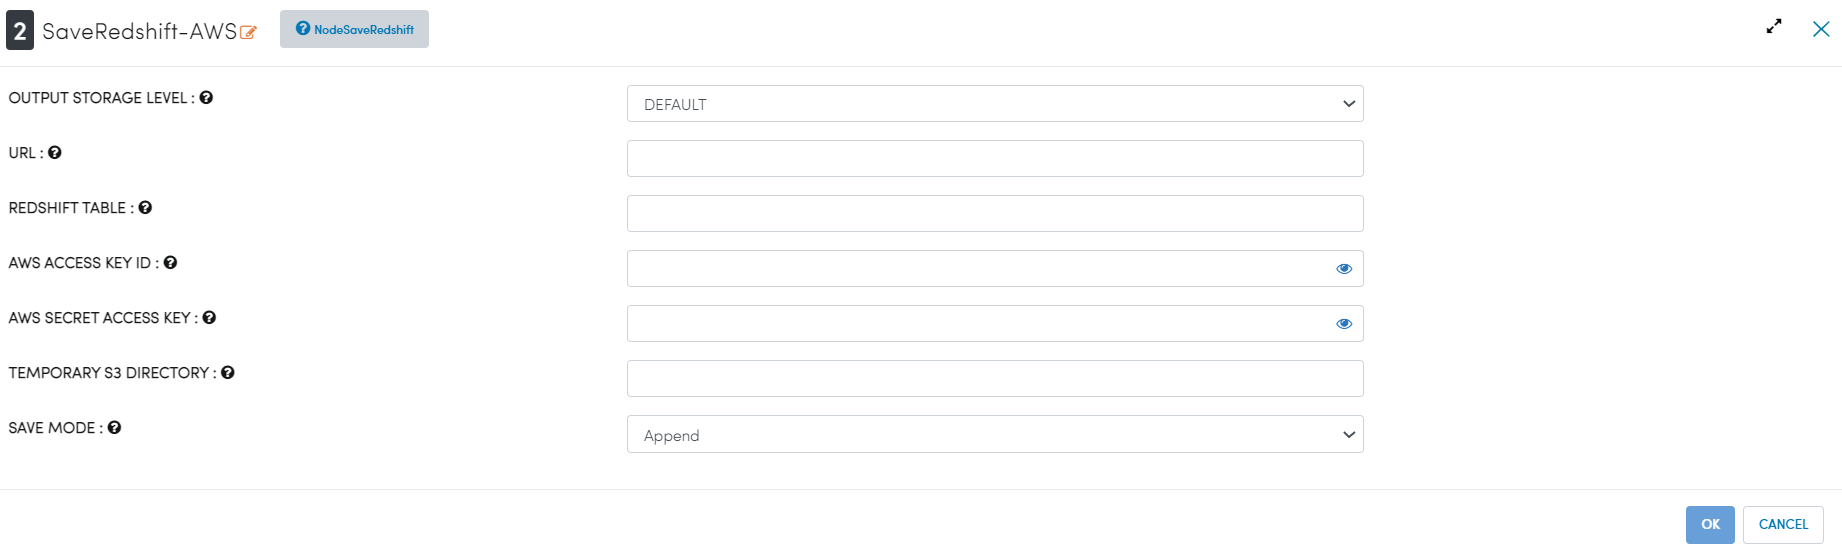 2 SaveRedshift-AWS NodeSaveRedshift
OUTPUT STORAGE LEVEL : DEFAULT
URL :
REDSHIFT TABLE :
AWS ACCESS KEY ID :
AWS SECRET ACCESS KEY :
TEMPORARY S3 DIRECTORY :
SAVE MODE : Append
OK CANCEL